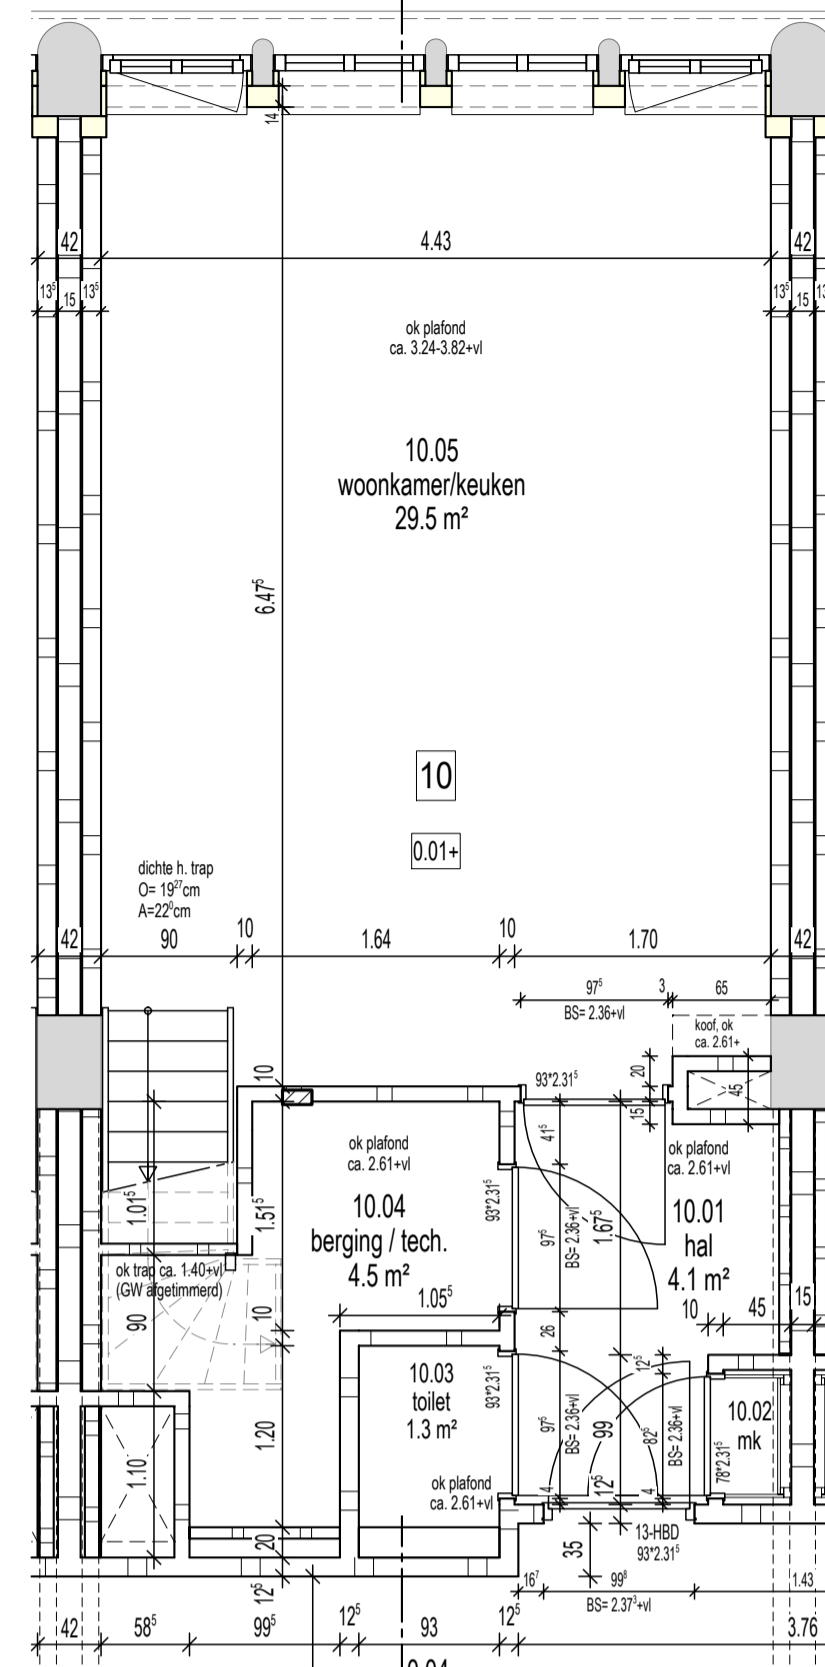 14
42
4.43
42
13⁵
15
13⁵
13⁵
15
ok plafond
ca. 3.24-3.82+vl
10.05
woonkamer/keuken
29.5 m²
6.47⁵
10
0.01+
dichte h. trap
O= 19²⁷cm
A=22⁰cm
42
90
10
1.64
10
1.70
42
97⁵
3
65
BS= 2.36+vl
koof, ok
ca. 2.61+
10
93*2.31⁵
20
45
15
ok plafond
ca. 2.61+vl
41⁵
ok plafond
ca. 2.61+vl
1.01⁵
1.51⁵
10.04
berging / tech.
4.5 m²
93*2.31⁵
97⁵
BS= 2.36+vl
1.67⁵
10.01
hal
4.1 m²
ok trap ca. 1.40+vl
(GW afgetimmerd)
90
10
1.05⁵
26
10
45
15
12⁵
10.03
toilet
1.3 m²
93*2.31⁵
97⁵
BS= 2.36+vl
99
82⁵
BS= 2.36+vl
10.02
mk
78*2.31⁵
1.10
1.20
ok plafond
ca. 2.61+vl
4
12⁵
4
20
35
13-HBD
93*2.31⁵
12⁵
16⁷
99⁸
1.43
BS= 2.37³+vl
42
58⁵
99⁵
12⁵
93
12⁵
3.76